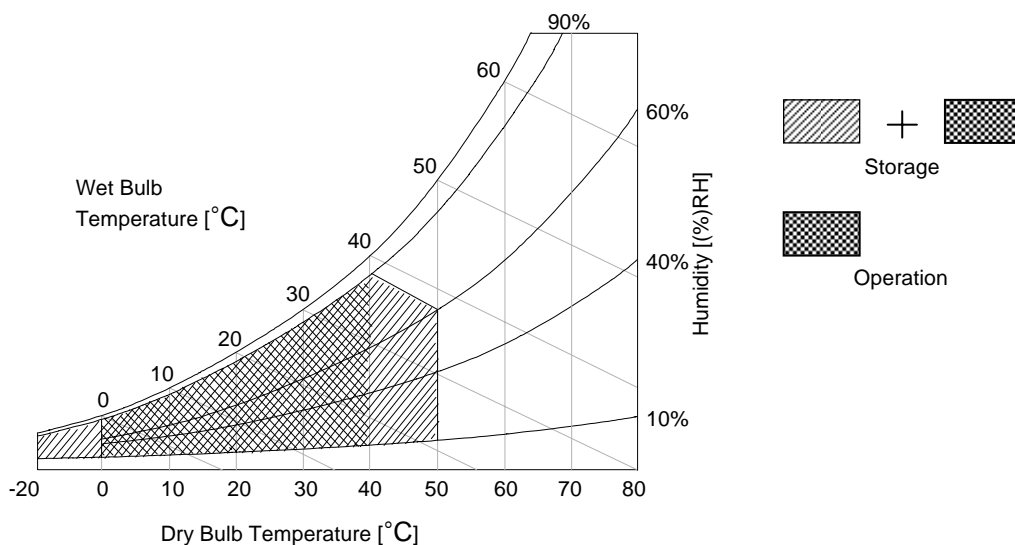 90%
60
60%
50
Wet Bulb
Temperature [°C]
Humidity [(%)RH]
Storage
40
40%
30
Operation
20
10
0
10%
-20 0 10 20 30 40 50 60 70 80
Dry Bulb Temperature [°C]